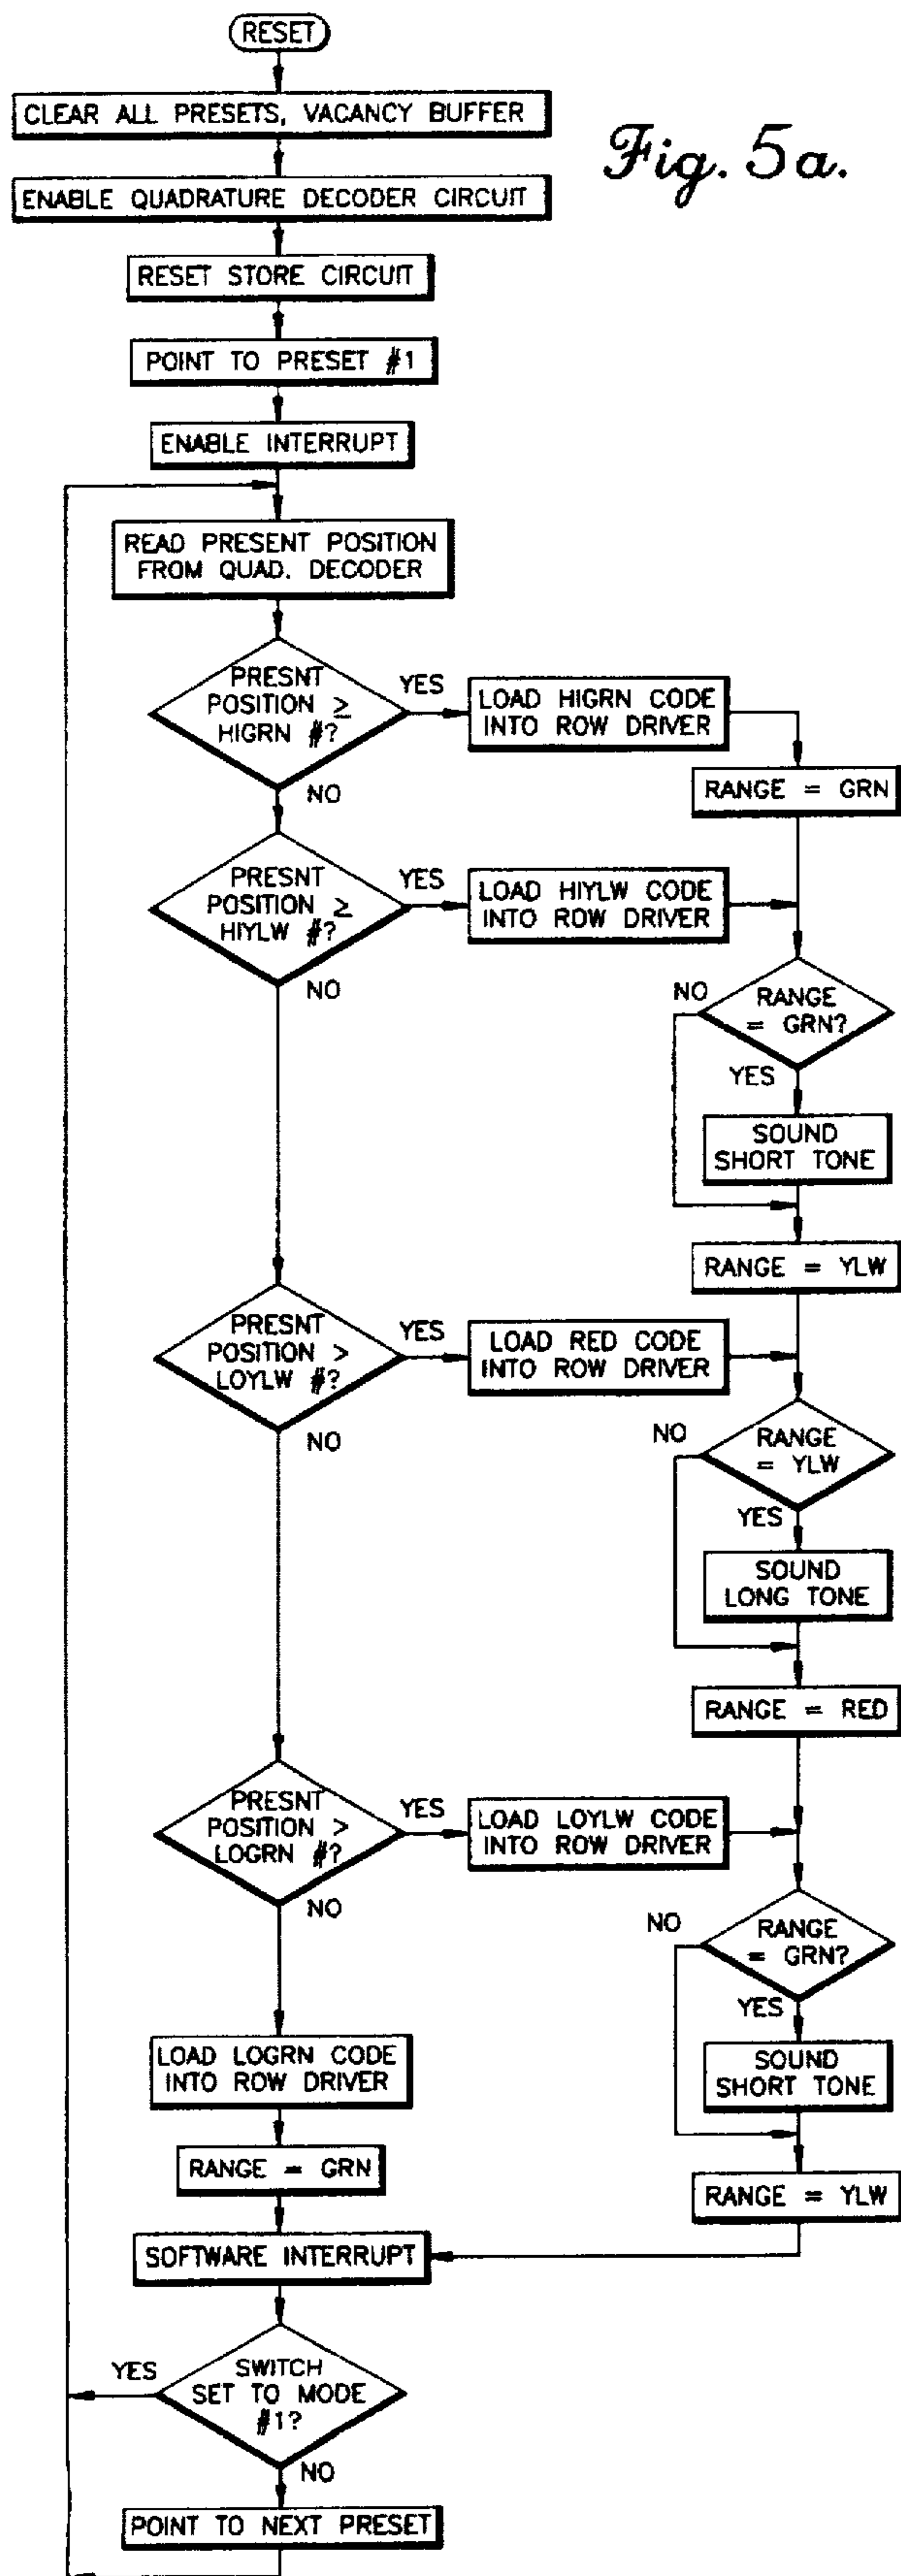 RESET
CLEAR ALL PRESETS, VACANCY BUFFER
Fig. 5a.
ENABLE QUADRATURE DECODER CIRCUIT
RESET STORE CIRCUIT
POINT TO PRESET #1
ENABLE INTERRUPT
READ PRESENT POSITION
FROM QUAD. DECODER
PRESNT
POSITION ≥
HIGRN #?
YES
LOAD HIGRN CODE
INTO ROW DRIVER
NO
RANGE = GRN
PRESNT
POSITION ≥
HIYLW #?
YES
LOAD HIYLW CODE
INTO ROW DRIVER
NO
RANGE
= GRN?
NO
YES
SOUND
SHORT TONE
RANGE = YLW
PRESNT
POSITION >
LOYLW #?
YES
LOAD RED CODE
INTO ROW DRIVER
NO
RANGE
= YLW
NO
YES
SOUND
LONG TONE
RANGE = RED
PRESNT
POSITION >
LOGRN #?
YES
LOAD LOYLW CODE
INTO ROW DRIVER
NO
RANGE
= GRN?
NO
YES
SOUND
SHORT TONE
LOAD LOGRN CODE
INTO ROW DRIVER
RANGE = GRN
RANGE = YLW
SOFTWARE INTERRUPT
SWITCH
SET TO MODE
#1?
YES
NO
POINT TO NEXT PRESET